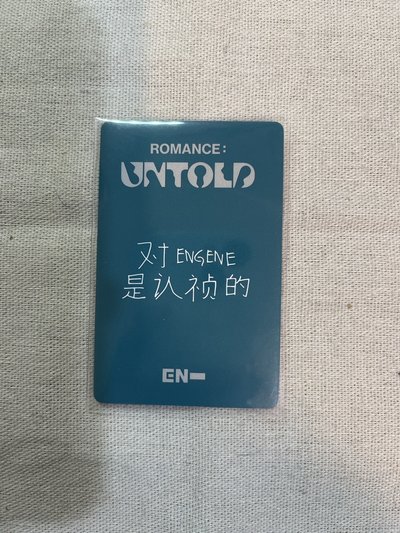 ROMANCE:
UNTOLD
对 ENGENE
是认祯的
EN-